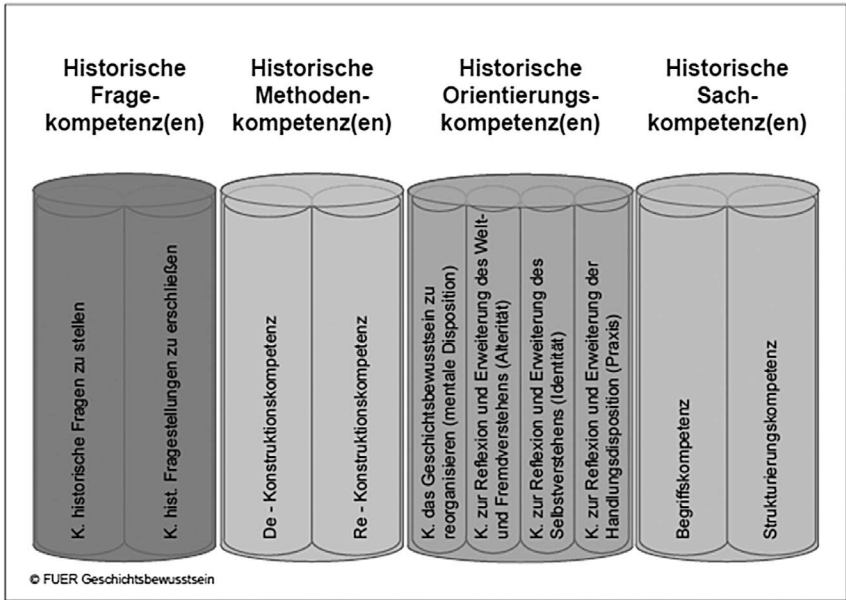 Historische
Frage-
kompetenz(en)
Historische
Methoden-
kompetenz(en)
Historische
Orientierungs-
kompetenz(en)
Historische
Sach-
kompetenz(en)
K. historische Fragen zu stellen
K. hist. Fragestellungen zu erschließen
De - Konstruktionskompetenz
Re - Konstruktionskompetenz
K. das Geschichtsbewusstsein zu
reorganisieren (mentale Disposition)
K. zur Reflexion und Erweiterung des Welt-
und Fremdverstehens (Alterität)
K. zur Reflexion und Erweiterung des
Selbstverstehens (Identität)
K. zur Reflexion und Erweiterung der
Handlungsdisposition (Praxis)
Begriffskompetenz
Strukturierungskompetenz
© FUER Geschichtsbewusstsein